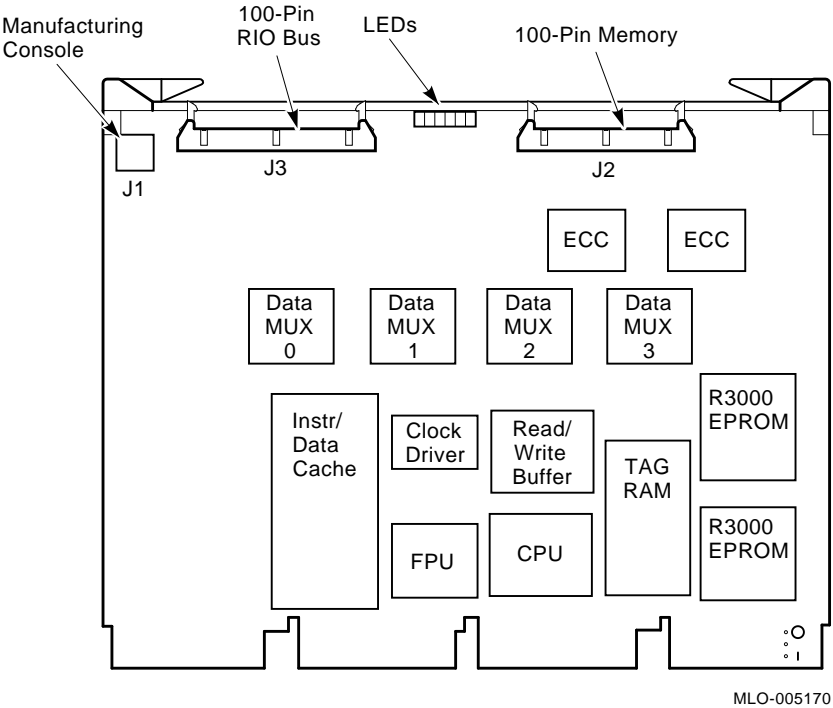 Manufacturing
Console
100-Pin
RIO Bus
LEDs
100-Pin Memory
J1
J3
J2
ECC
ECC
Data
MUX
0
Data
MUX
1
Data
MUX
2
Data
MUX
3
Instr/
Data
Cache
Clock
Driver
Read/
Write
Buffer
TAG
RAM
R3000
EPROM
FPU
CPU
R3000
EPROM
MLO-005170